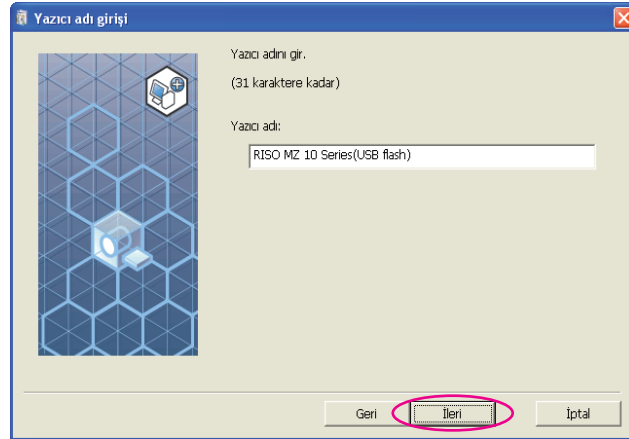 Yazıcı adı girişi
Yazıcı adını gir.
(31 karaktere kadar)
Yazıcı adı:
RISO MZ 10 Series(USB flash)
Geri
İleri
İptal